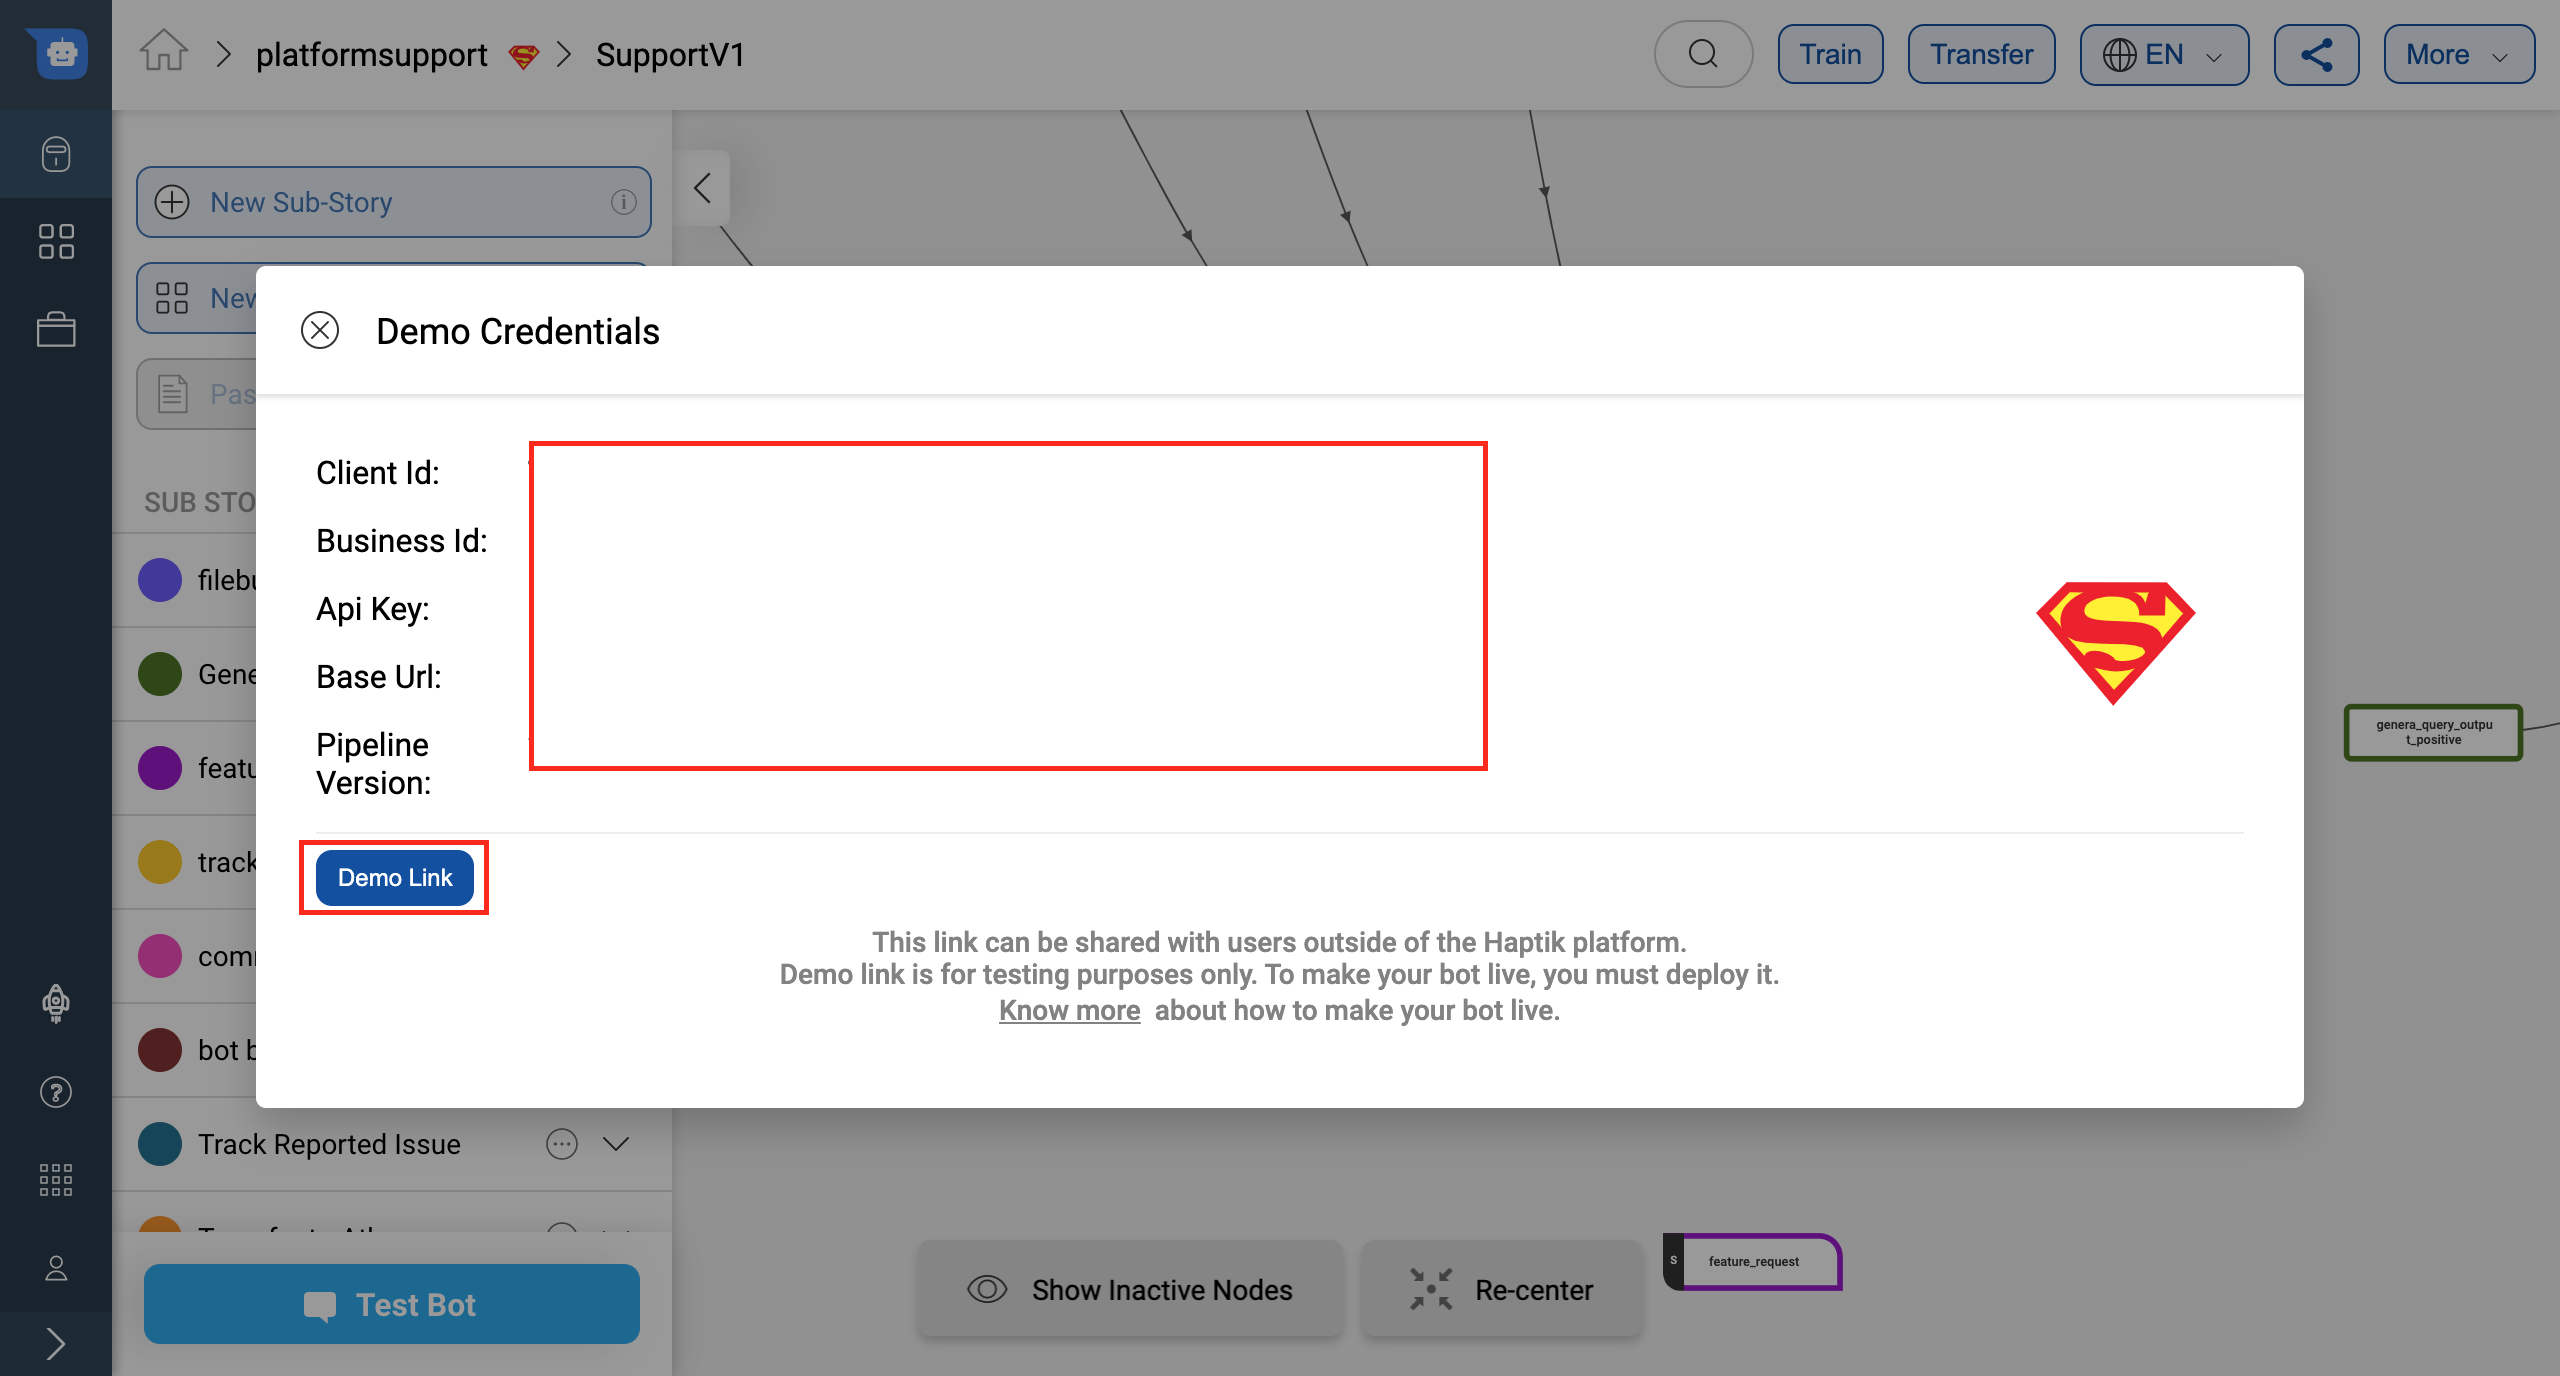 platformsupport
SupportV1
Train
Transfer
EN
More
New Sub-Story
New
Pas
SUB STO
Demo Credentials
Client Id:
Business Id:
Api Key:
Base Url:
Pipeline
Version:
Demo Link
This link can be shared with users outside of the Haptik platform.
Demo link is for testing purposes only. To make your bot live, you must deploy it.
Know more about how to make your bot live.
filebu
Gene
featu
track
com
bot b
Track Reported Issue
Test Bot
Show Inactive Nodes
Re-center
S
feature_request
genera_query_outpu
t_positive